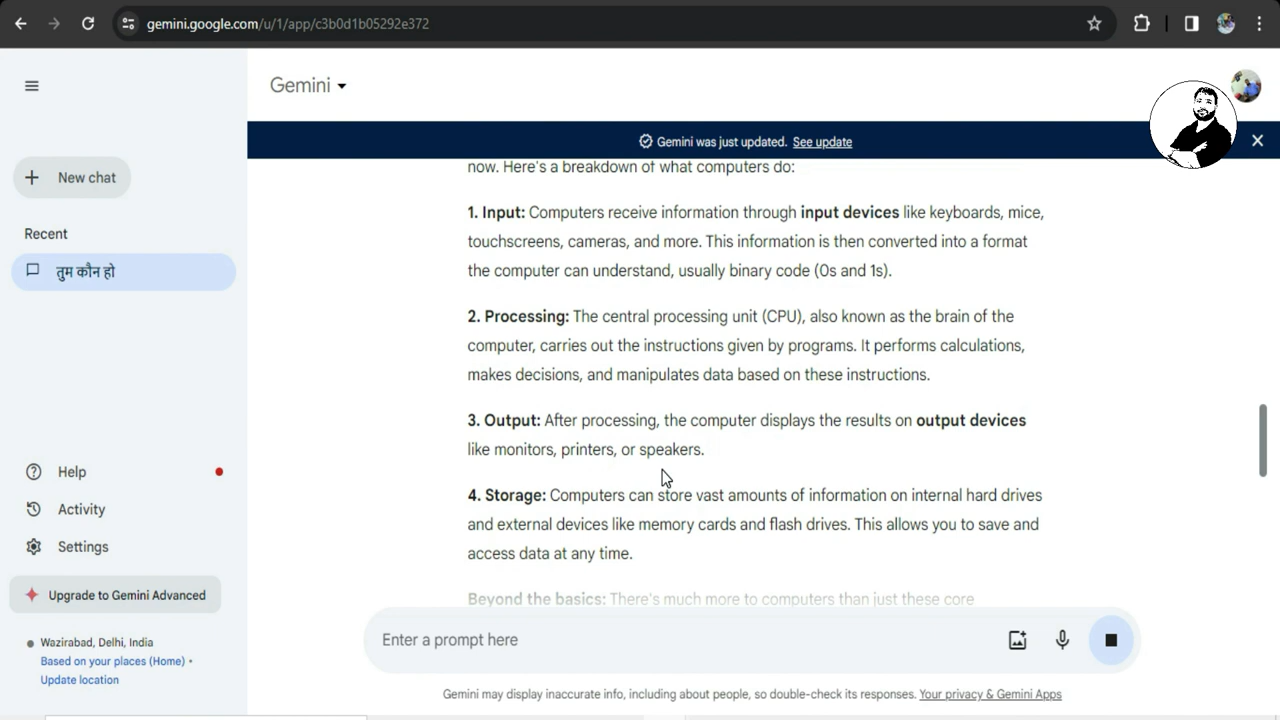 gemini.google.com/u/1/app/c3b0d1b05292e372
Gemini
Gemini was just updated. See update
New chat
Recent
तुम कौन हो
Help
Activity
Settings
Upgrade to Gemini Advanced
Wazirabad, Delhi, India
Based on your places (Home) •
Update location
now. Here's a breakdown of what computers do:
1. Input: Computers receive information through input devices like keyboards, mice,
touchscreens, cameras, and more. This information is then converted into a format
the computer can understand, usually binary code (0s and 1s).
2. Processing: The central processing unit (CPU), also known as the brain of the
computer, carries out the instructions given by programs. It performs calculations,
makes decisions, and manipulates data based on these instructions.
3. Output: After processing, the computer displays the results on output devices
like monitors, printers, or speakers.
4. Storage: Computers can store vast amounts of information on internal hard drives
and external devices like memory cards and flash drives. This allows you to save and
access data at any time.
Beyond the basics: There's much more to computers than just these core
Enter a prompt here
Gemini may display inaccurate info, including about people, so double-check its responses. Your privacy & Gemini Apps